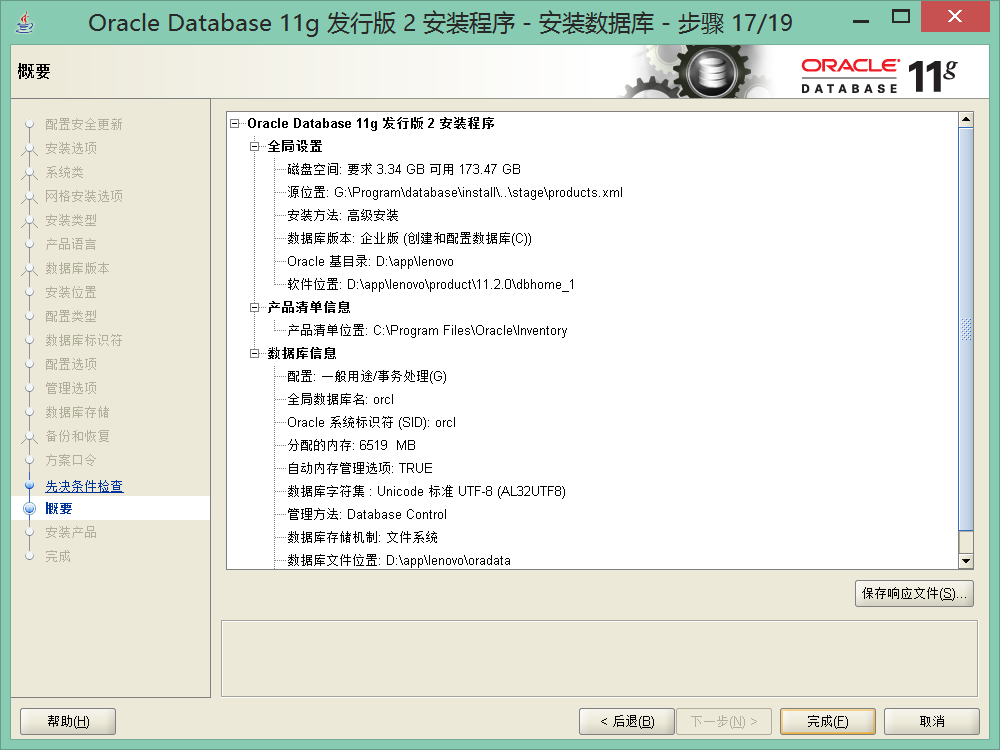 Oracle Database 11g 发行版 2 安装程序 - 安装数据库 - 步骤 17/19
概要
ORACLE
DATABASE
11g
配置安全更新
安装选项
系统类
网格安装选项
安装类型
产品语言
数据库版本
安装位置
配置类型
数据库标识符
配置选项
管理选项
数据库存储
备份和恢复
方案口令
先决条件检查
概要
安装产品
完成
Oracle Database 11g 发行版 2 安装程序
全局设置
磁盘空间: 要求 3.34 GB 可用 173.47 GB
源位置: G:\Program\database\install\..\stage\products.xml
安装方法: 高级安装
数据库版本: 企业版 (创建和配置数据库(C))
Oracle 基目录: D:\app\lenovo
软件位置: D:\app\lenovo\product\11.2.0\dbhome_1
产品清单信息
产品清单位置: C:\Program Files\Oracle\Inventory
数据库信息
配置: 一般用途/事务处理(G)
全局数据库名: orcl
Oracle 系统标识符 (SID): orcl
分配的内存: 6519 MB
自动内存管理选项: TRUE
数据库字符集 : Unicode 标准 UTF-8 (AL32UTF8)
管理方法: Database Control
数据库存储机制: 文件系统
数据库文件位置: D:\app\lenovo\oradata
保存响应文件(S)...
帮助(H)
< 后退(B)
下一步(N) >
完成(F)
取消